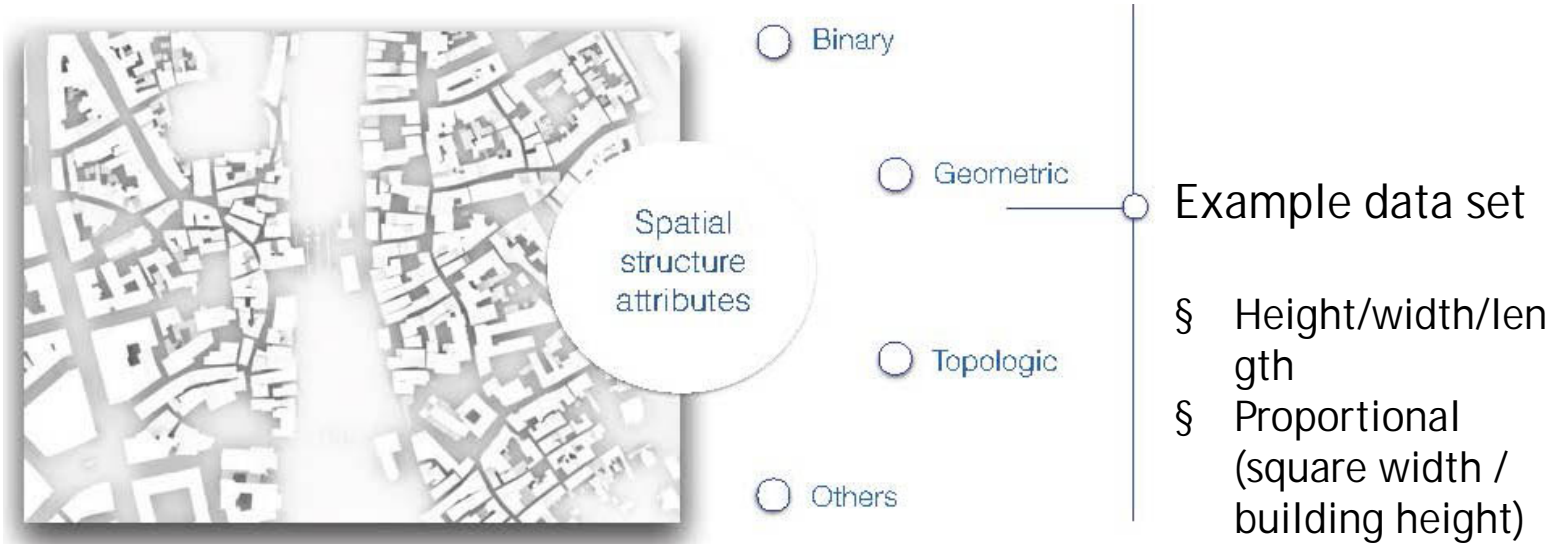 Binary
Geometric
Spatial
structure
attributes
Topologic
Others
Example data set
§ Height/width/len
gth
§ Proportional
(square width /
building height)